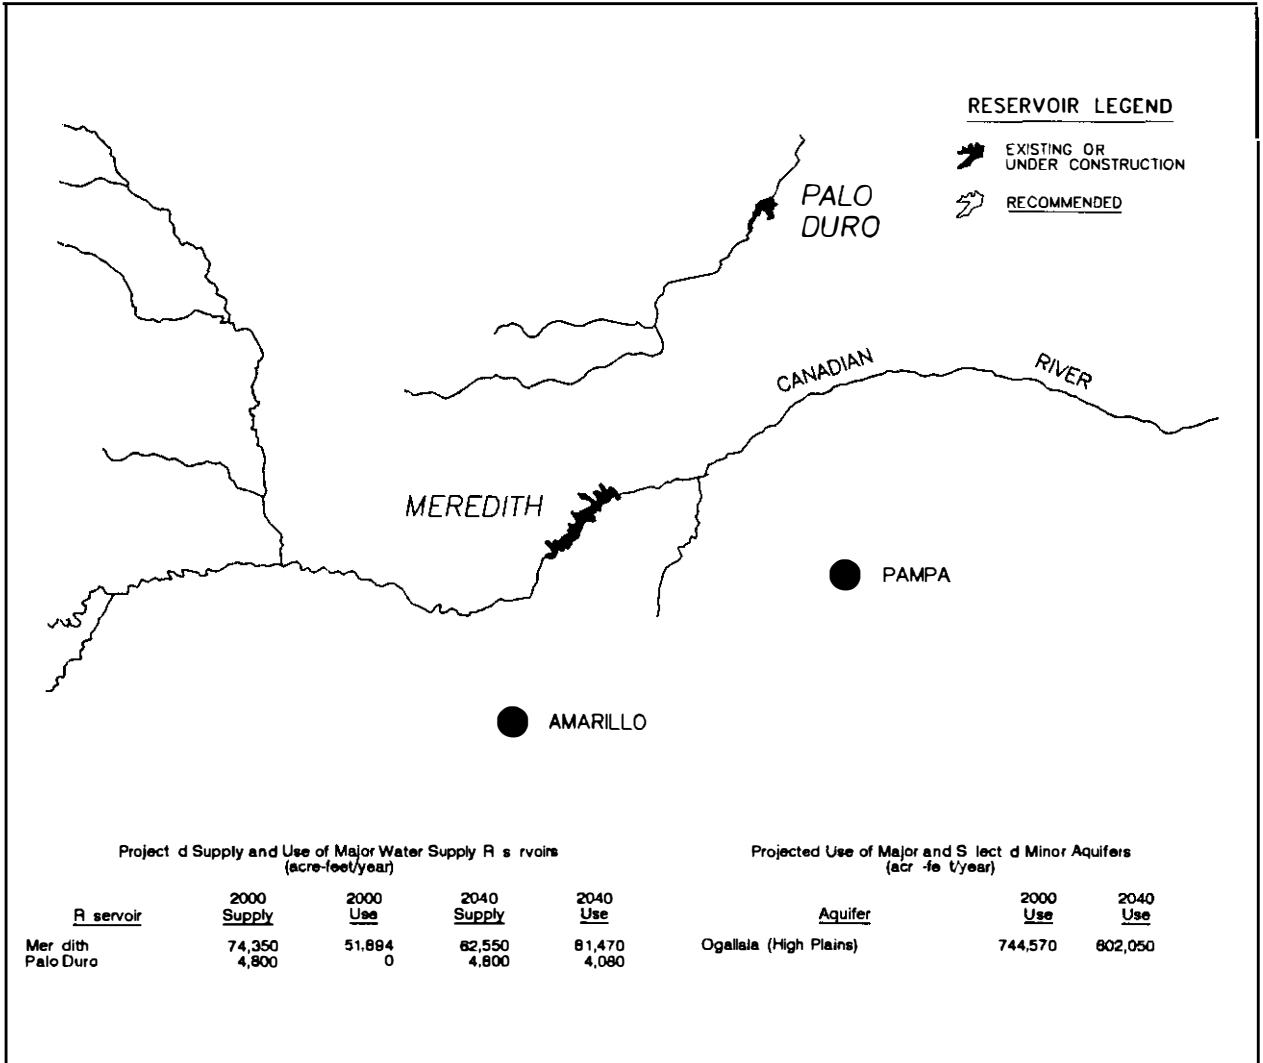 RESERVOIR LEGEND
EXISTING OR
UNDER CONSTRUCTION
RECOMMENDED
PALO
DURO
CANADIAN
RIVER
MEREDITH
PAMPA
AMARILLO
Project d Supply and Use of Major Water Supply R s rvoirs
(acre-feet/year)
2000 2000 2040 2040
R servoir Supply Use Supply Use
Mer dith 74,350 51,894 62,550 61,470
Palo Duro 4,800 0 4,800 4,080
Projected Use of Major and S lect d Minor Aquifers
(acr -fe t/year)
2000 2040
Aquifer Use Use
Ogallala (High Plains) 744,570 602,050